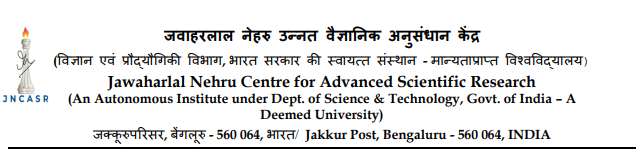 जवाहरलाल नेहरु उन्नत वैज्ञानिक अनुसंधान केंद्र
(विज्ञान एवं प्रौद्योगिकी विभाग, भारत सरकार की स्वायत्त संस्थान - मान्यताप्राप्त विश्वविद्यालय)
Jawaharlal Nehru Centre for Advanced Scientific Research
(An Autonomous Institute under Dept. of Science & Technology, Govt. of India – A
Deemed University)
JNCASR
जक्कूरुपरिसर, बेंगलूरु - 560 064, भारत/ Jakkur Post, Bengaluru - 560 064, INDIA